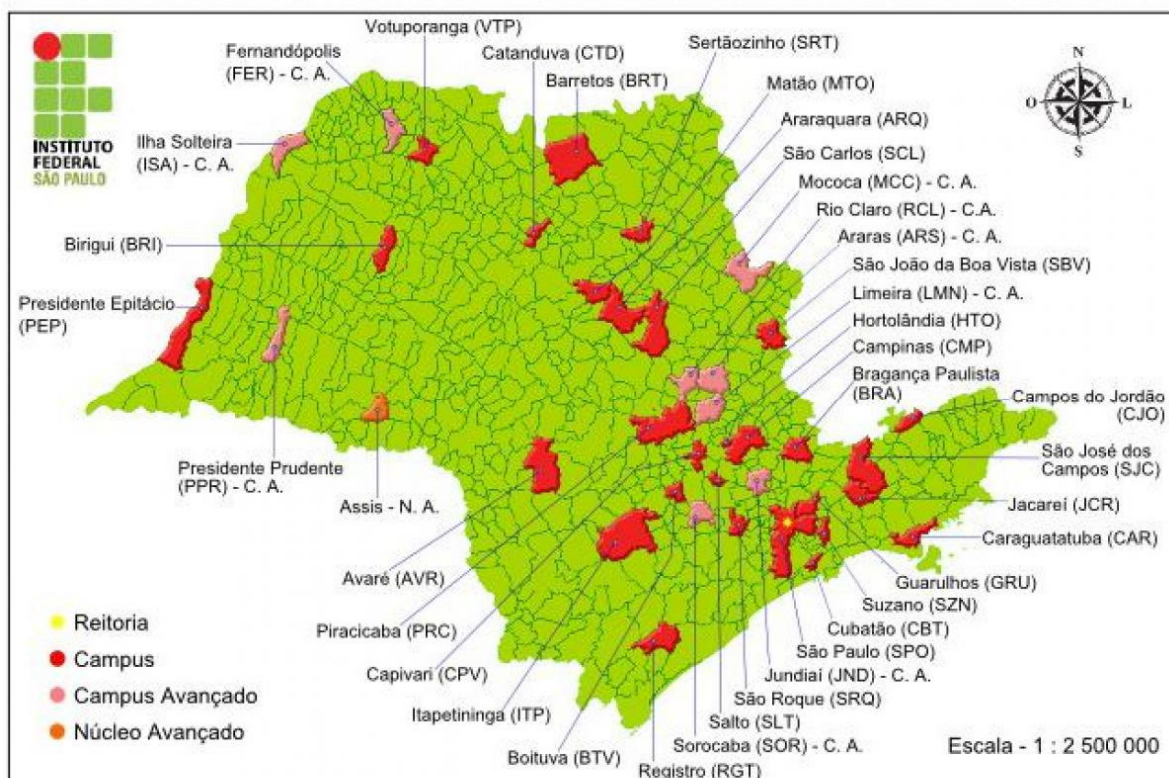 Votuporanga (VTP)
Fernandópolis
(FER) - C. A.
Catanduva (CTD)
Barretos (BRT)
Sertãozinho (SRT)
Matão (MTO)
Araraquara (ARQ)
São Carlos (SCL)
Mococa (MCC) - C. A.
Rio Claro (RCL) - C.A.
Araras (ARS) - C. A.
São João da Boa Vista (SBV)
Limeira (LMN) - C. A.
Hortolândia (HTO)
Campinas (CMP)
Bragança Paulista
(BRA)
Campos do Jordão
(CJO)
São José dos
Campos (SJC)
Jacareí (JCR)
Caraguatatuba (CAR)
Guarulhos (GRU)
Suzano (SZN)
Cubatão (CBT)
São Paulo (SPO)
Jundiaí (JND) - C. A.
São Roque (SRQ)
Salto (SLT)
Sorocaba (SOR) - C. A.
Registro (RGT)
Boituva (BTV)
Itapetininga (ITP)
Capivari (CPV)
Piracicaba (PRC)
Avaré (AVR)
Assis - N. A.
Presidente Prudente
(PPR) - C. A.
Presidente Epitácio
(PEP)
Birigui (BRI)
Ilha Solteira
(ISA) - C. A.
INSTITUTO
FEDERAL
SÃO PAULO
N
O
L
S
Reitoria
Campus
Campus Avançado
Núcleo Avançado
Escala - 1 : 2 500 000